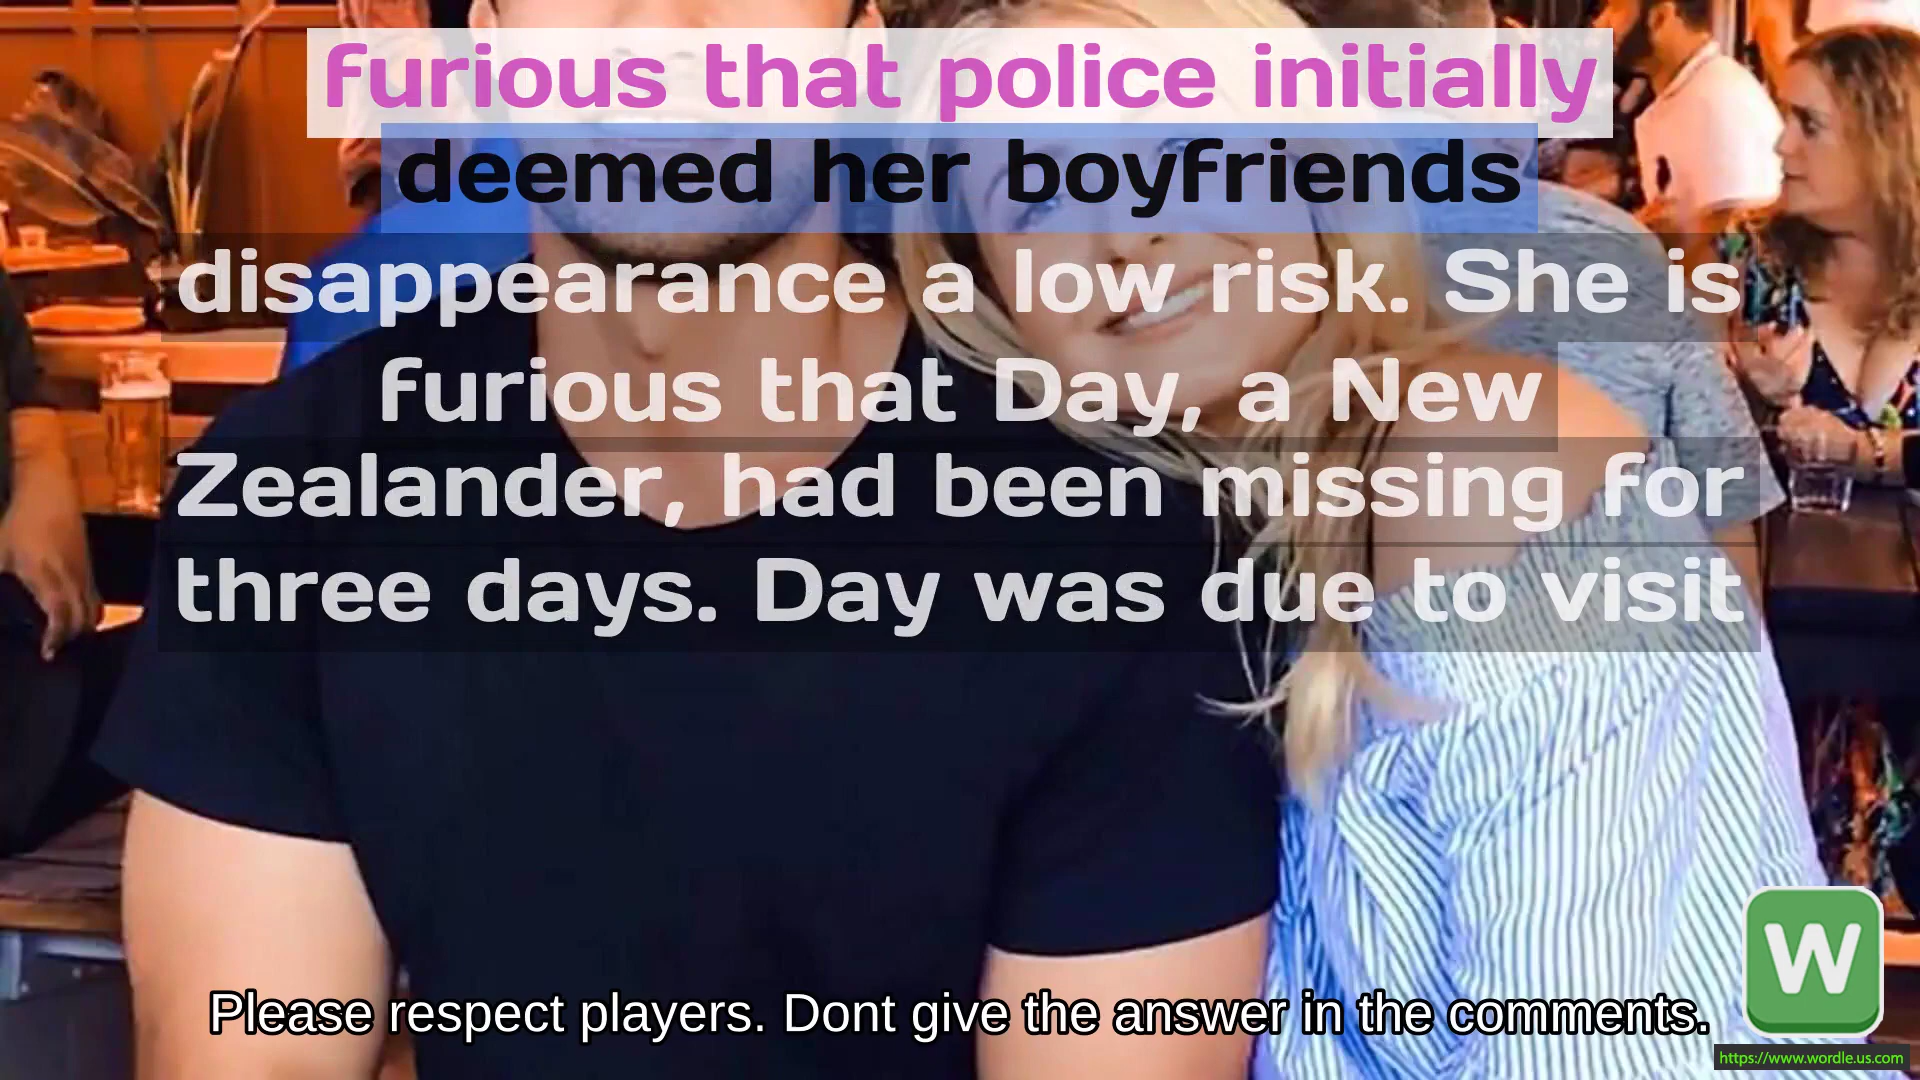 furious that police initially
deemed her boyfriends
disappearance a low risk. She is
furious that Day, a New
Zealander, had been missing for
three days. Day was due to visit
W
Please respect players. Dont give the answer in the comments.
https://www.wordle.us.com